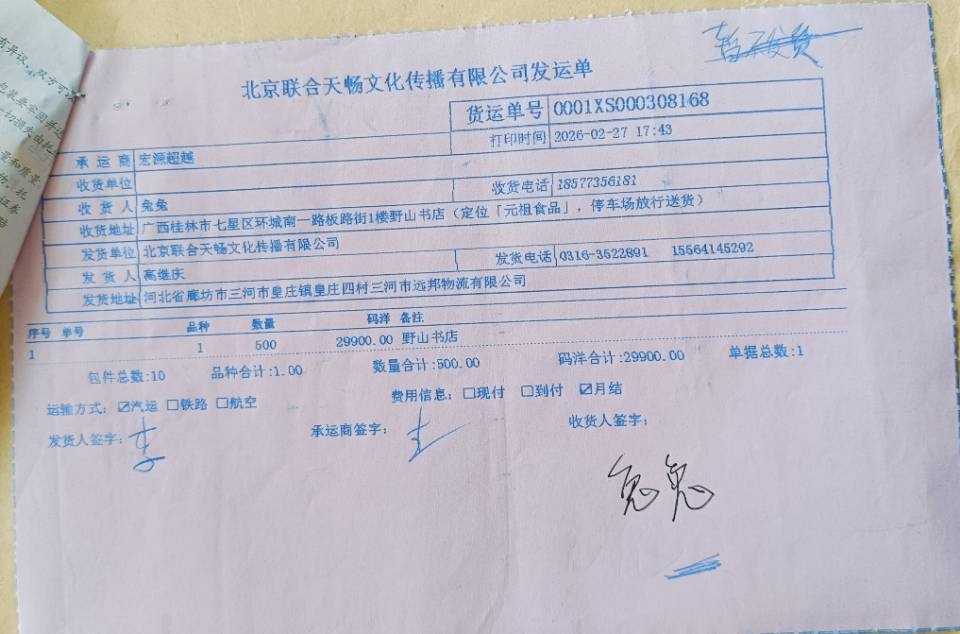 暂不发货
北京联合天畅文化传播有限公司发运单
货运单号 0001XS000308168
打印时间 2026-02-27 17:43
承运商 宏源超越
收货单位
收货电话 18577356181
收货人 兔兔
收货地址 广西桂林市七星区环城南一路板路街1楼野山书店（定位「元祖食品」，停车场放行送货）
发货单位 北京联合天畅文化传播有限公司
发货电话 0316-3522891 15564145292
发货人 高继庆
发货地址 河北省廊坊市三河市皇庄镇皇庄四村三河市远邦物流有限公司
序号 单号 品种 数量 码洋 备注
1 1 500 29900.00 野山书店
包件总数:10 品种合计:1.00 数量合计:500.00 码洋合计:29900.00 单据总数:1
运输方式: ☑汽运 ☐铁路 ☐航空 费用信息: ☐现付 ☐到付 ☑月结
发货人签字: 承运商签字: 收货人签字:
兔兔